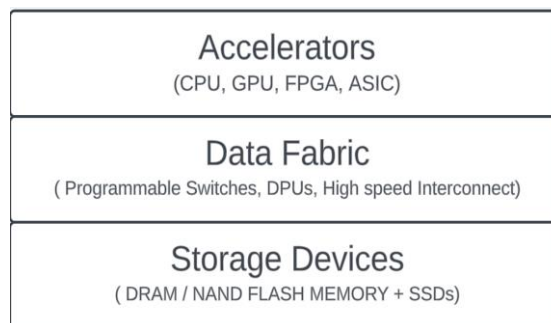 Accelerators
(CPU, GPU, FPGA, ASIC)
Data Fabric
( Programmable Switches, DPUs, High speed Interconnect)
Storage Devices
( DRAM / NAND FLASH MEMORY + SSDs)